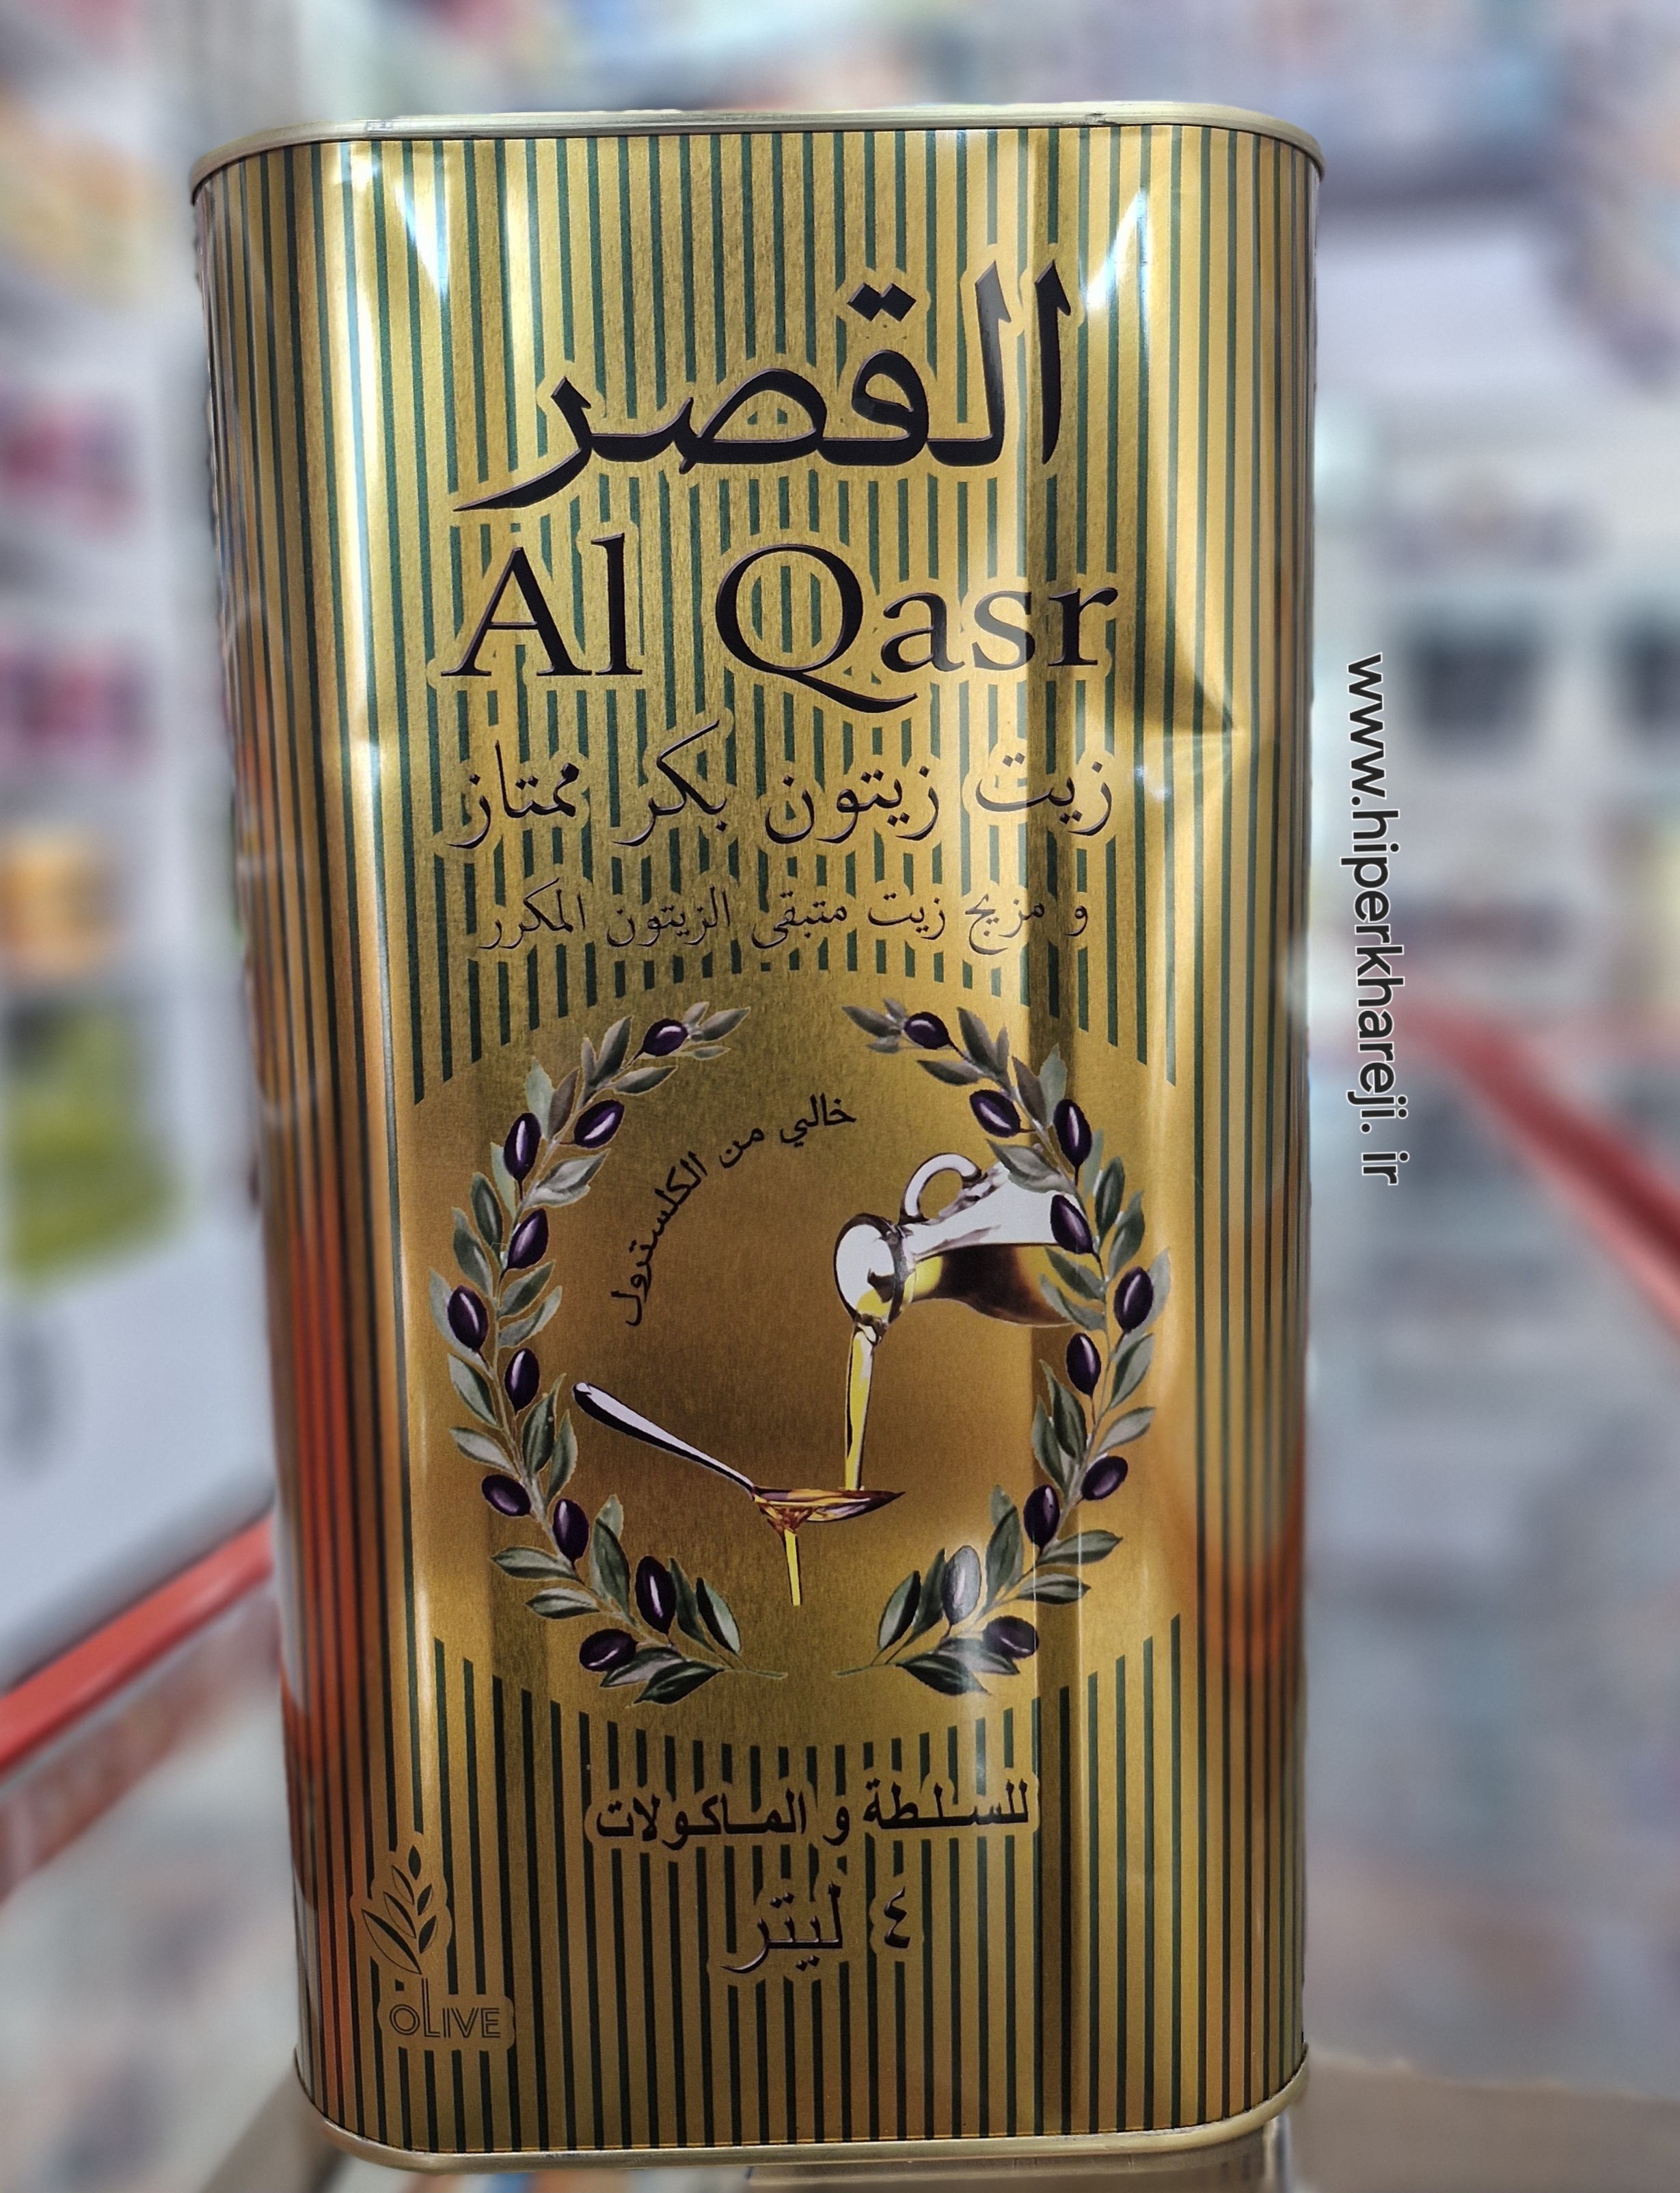 القصر
Al Qasr
زيت زيتون بكر ممتاز
و مزيج زيت متبقي الزيتون المكرر
خالي من الكلسترول
للسلطة و الماكولات
٤ ليتر
OLIVE
www.hiperkhareji. ir